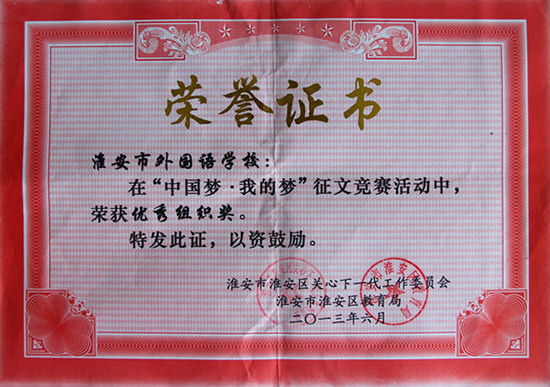 荣誉证书
淮安市外国语学校：
在“中国梦·我的梦”征文竞赛活动中，
荣获优秀组织奖。
特发此证，以资鼓励。
淮安市淮安区关心下一代工作委员会
淮安市淮安区教育局
二〇一三年六月